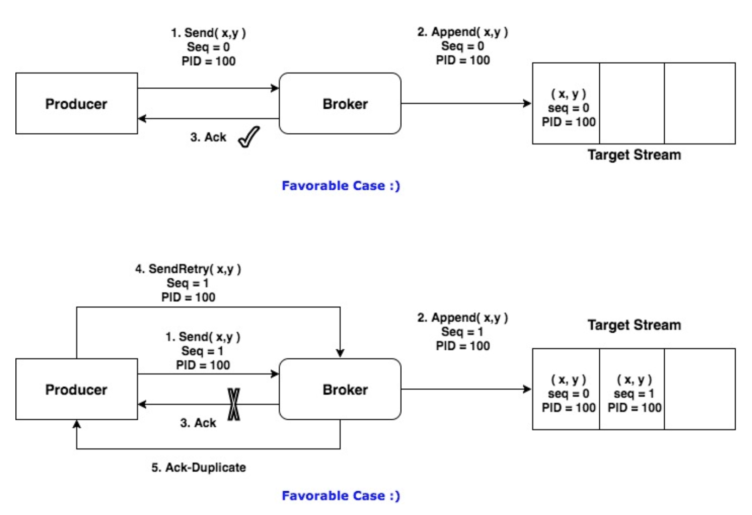 1. Send( x,y )
Seq = 0
PID = 100
2. Append( x,y )
Seq = 0
PID = 100
Producer
Broker
( x, y )
seq = 0
PID = 100
3. Ack
Target Stream
Favorable Case :)
4. SendRetry( x,y )
Seq = 1
PID = 100
1. Send( x,y )
Seq = 1
PID = 100
2. Append( x,y )
Seq = 1
PID = 100
Target Stream
Producer
Broker
( x, y )
seq = 0
PID = 100
( x, y )
seq = 1
PID = 100
3. Ack
5. Ack-Duplicate
Favorable Case :)